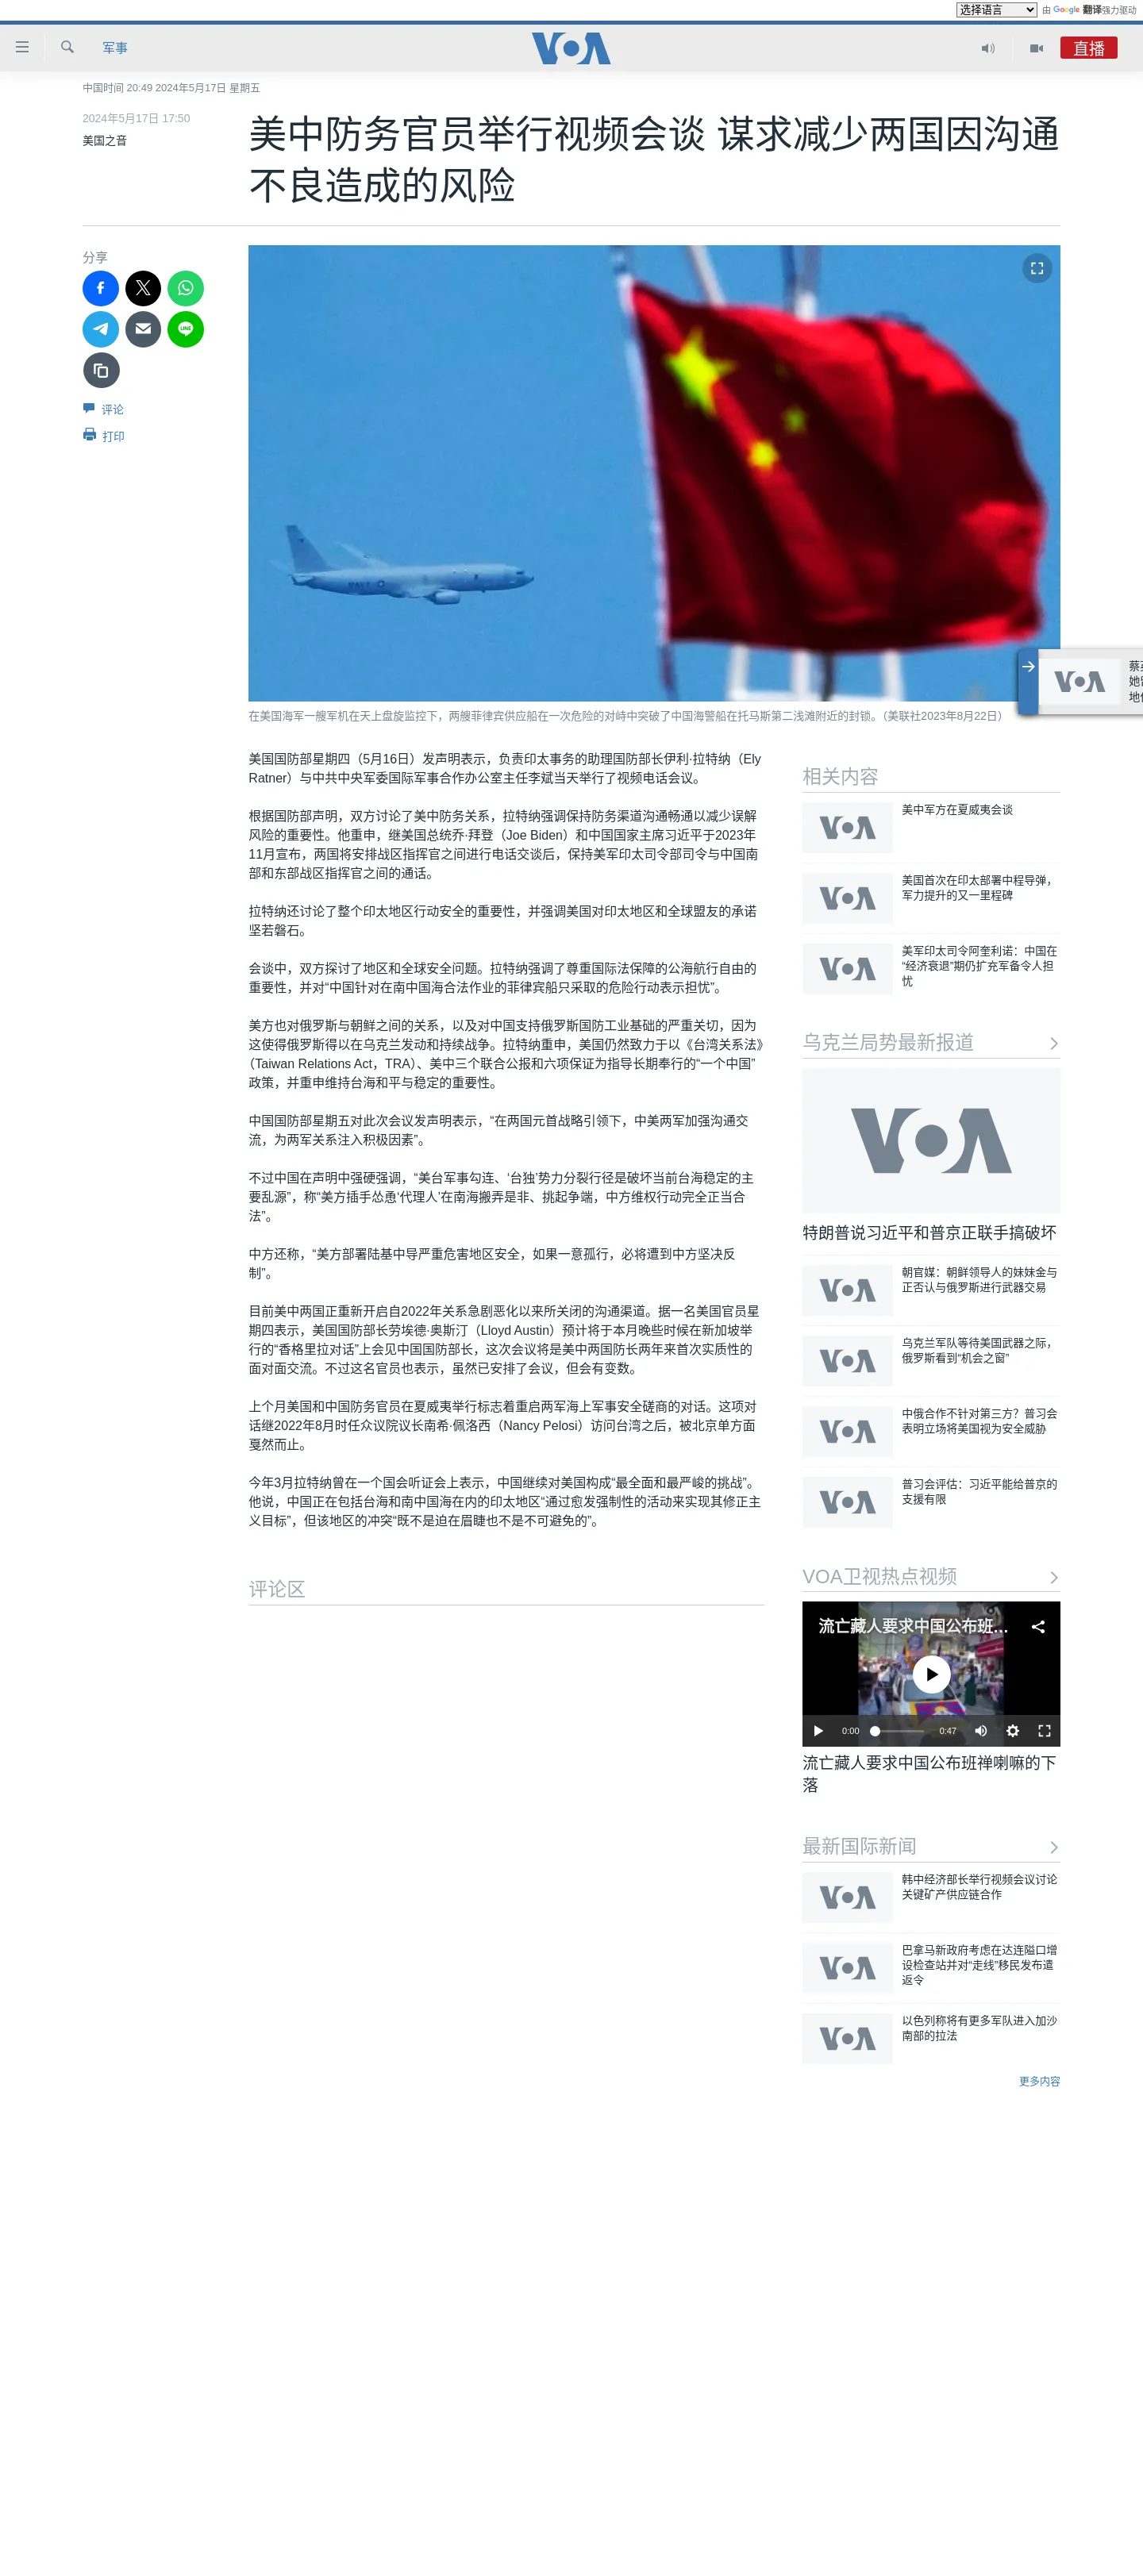 选择语言 由 Google 翻译强力驱动
军事
VOA
直播
中国时间 20:49 2024年5月17日 星期五
2024年5月17日 17:50
美国之音
美中防务官员举行视频会谈 谋求减少两国因沟通
不良造成的风险
分享
评论
打印
在美国海军一艘军机在天上盘旋监控下，两艘菲律宾供应船在一次危险的对峙中突破了中国海警船在托马斯第二浅滩附近的封锁。（美联社2023年8月22日）
美国国防部星期四（5月16日）发声明表示，负责印太事务的助理国防部长伊利·拉特纳（Ely
Ratner）与中共中央军委国际军事合作办公室主任李斌当天举行了视频电话会议。
根据国防部声明，双方讨论了美中防务关系，拉特纳强调保持防务渠道沟通畅通以减少误解
风险的重要性。他重申，继美国总统乔·拜登（Joe Biden）和中国国家主席习近平于2023年
11月宣布，两国将安排战区指挥官之间进行电话交谈后，保持美军印太司令部司令与中国南
部和东部战区指挥官之间的通话。
拉特纳还讨论了整个印太地区行动安全的重要性，并强调美国对印太地区和全球盟友的承诺
坚若磐石。
会谈中，双方探讨了地区和全球安全问题。拉特纳强调了尊重国际法保障的公海航行自由的
重要性，并对“中国针对在南中国海合法作业的菲律宾船只采取的危险行动表示担忧”。
美方也对俄罗斯与朝鲜之间的关系，以及对中国支持俄罗斯国防工业基础的严重关切，因为
这使得俄罗斯得以在乌克兰发动和持续战争。拉特纳重申，美国仍然致力于以《台湾关系法》
（Taiwan Relations Act，TRA）、美中三个联合公报和六项保证为指导长期奉行的“一个中国”
政策，并重申维持台海和平与稳定的重要性。
中国国防部星期五对此次会议发声明表示，“在两国元首战略引领下，中美两军加强沟通交
流，为两军关系注入积极因素”。
不过中国在声明中强硬强调，“美台军事勾连、‘台独’势力分裂行径是破坏当前台海稳定的主
要乱源”，称“美方插手怂恿‘代理人’在南海搬弄是非、挑起争端，中方维权行动完全正当合
法”。
中方还称，“美方部署陆基中导严重危害地区安全，如果一意孤行，必将遭到中方坚决反
制”。
目前美中两国正重新开启自2022年关系急剧恶化以来所关闭的沟通渠道。据一名美国官员星
期四表示，美国国防部长劳埃德·奥斯汀（Lloyd Austin）预计将于本月晚些时候在新加坡举
行的“香格里拉对话”上会见中国国防部长，这次会议将是美中两国防长两年来首次实质性的
面对面交流。不过这名官员也表示，虽然已安排了会议，但会有变数。
上个月美国和中国防务官员在夏威夷举行标志着重启两军海上军事安全磋商的对话。这项对
话继2022年8月时任众议院议长南希·佩洛西（Nancy Pelosi）访问台湾之后，被北京单方面
戛然而止。
今年3月拉特纳曾在一个国会听证会上表示，中国继续对美国构成“最全面和最严峻的挑战”。
他说，中国正在包括台海和南中国海在内的印太地区“通过愈发强制性的活动来实现其修正主
义目标”，但该地区的冲突“既不是迫在眉睫也不是不可避免的”。
评论区
VOA
相关内容
VOA
美中军方在夏威夷会谈
VOA
美国首次在印太部署中程导弹，
军力提升的又一里程碑
VOA
美军印太司令阿奎利诺：中国在
“经济衰退”期仍扩充军备令人担
忧
乌克兰局势最新报道
VOA
特朗普说习近平和普京正联手搞破坏
VOA
朝官媒：朝鲜领导人的妹妹金与
正否认与俄罗斯进行武器交易
VOA
乌克兰军队等待美国武器之际，
俄罗斯看到“机会之窗”
VOA
中俄合作不针对第三方？普习会
表明立场将美国视为安全威胁
VOA
普习会评估：习近平能给普京的
支援有限
VOA卫视热点视频
流亡藏人要求中国公布班...
0:00 0:47
流亡藏人要求中国公布班禅喇嘛的下
落
最新国际新闻
VOA
韩中经济部长举行视频会议讨论
关键矿产供应链合作
VOA
巴拿马新政府考虑在达连隘口增
设检查站并对“走线”移民发布遣
返令
VOA
以色列称将有更多军队进入加沙
南部的拉法
更多内容